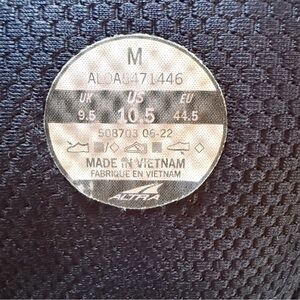 M
AL0A5471446
UK US EU
9.5 10.5 44.5
508703 06-22
MADE IN VIETNAM
FABRIQUE EN VIETNAM
ALTRA